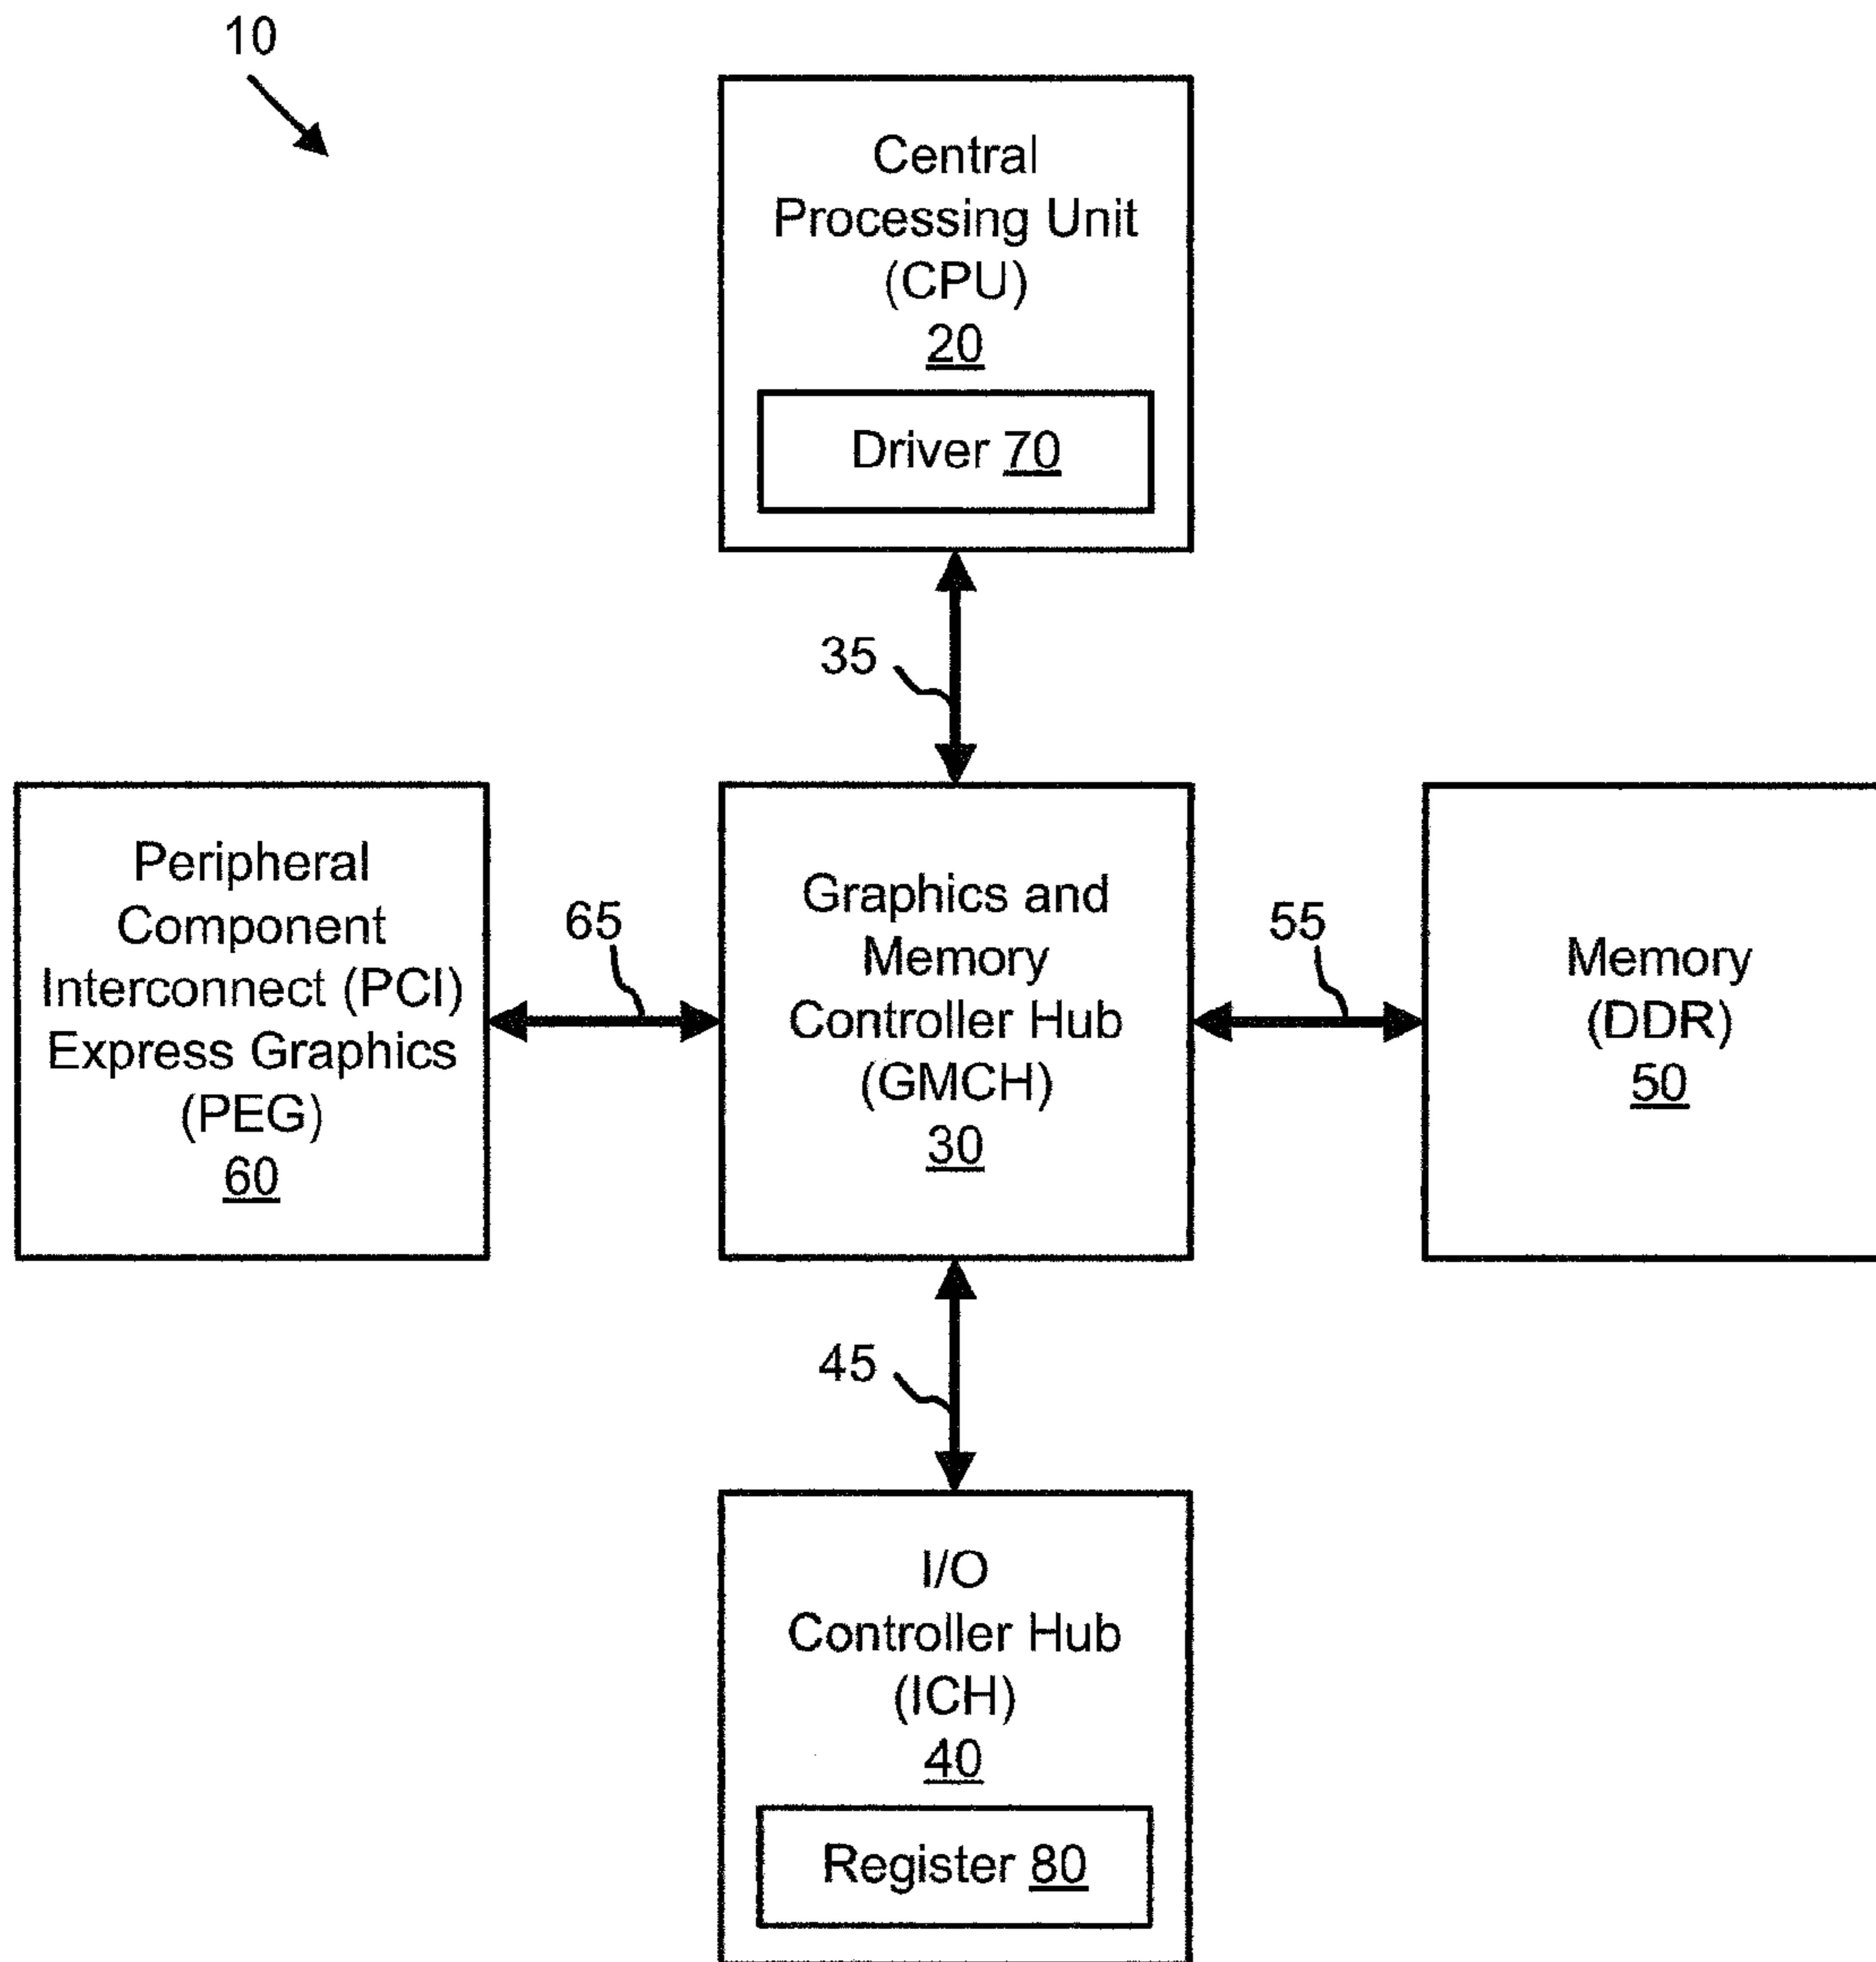 10
Central
Processing Unit
(CPU)
20
Driver 70
35
Peripheral
Component
Interconnect (PCI)
Express Graphics
(PEG)
60
65
Graphics and
Memory
Controller Hub
(GMCH)
30
55
Memory
(DDR)
50
45
I/O
Controller Hub
(ICH)
40
Register 80